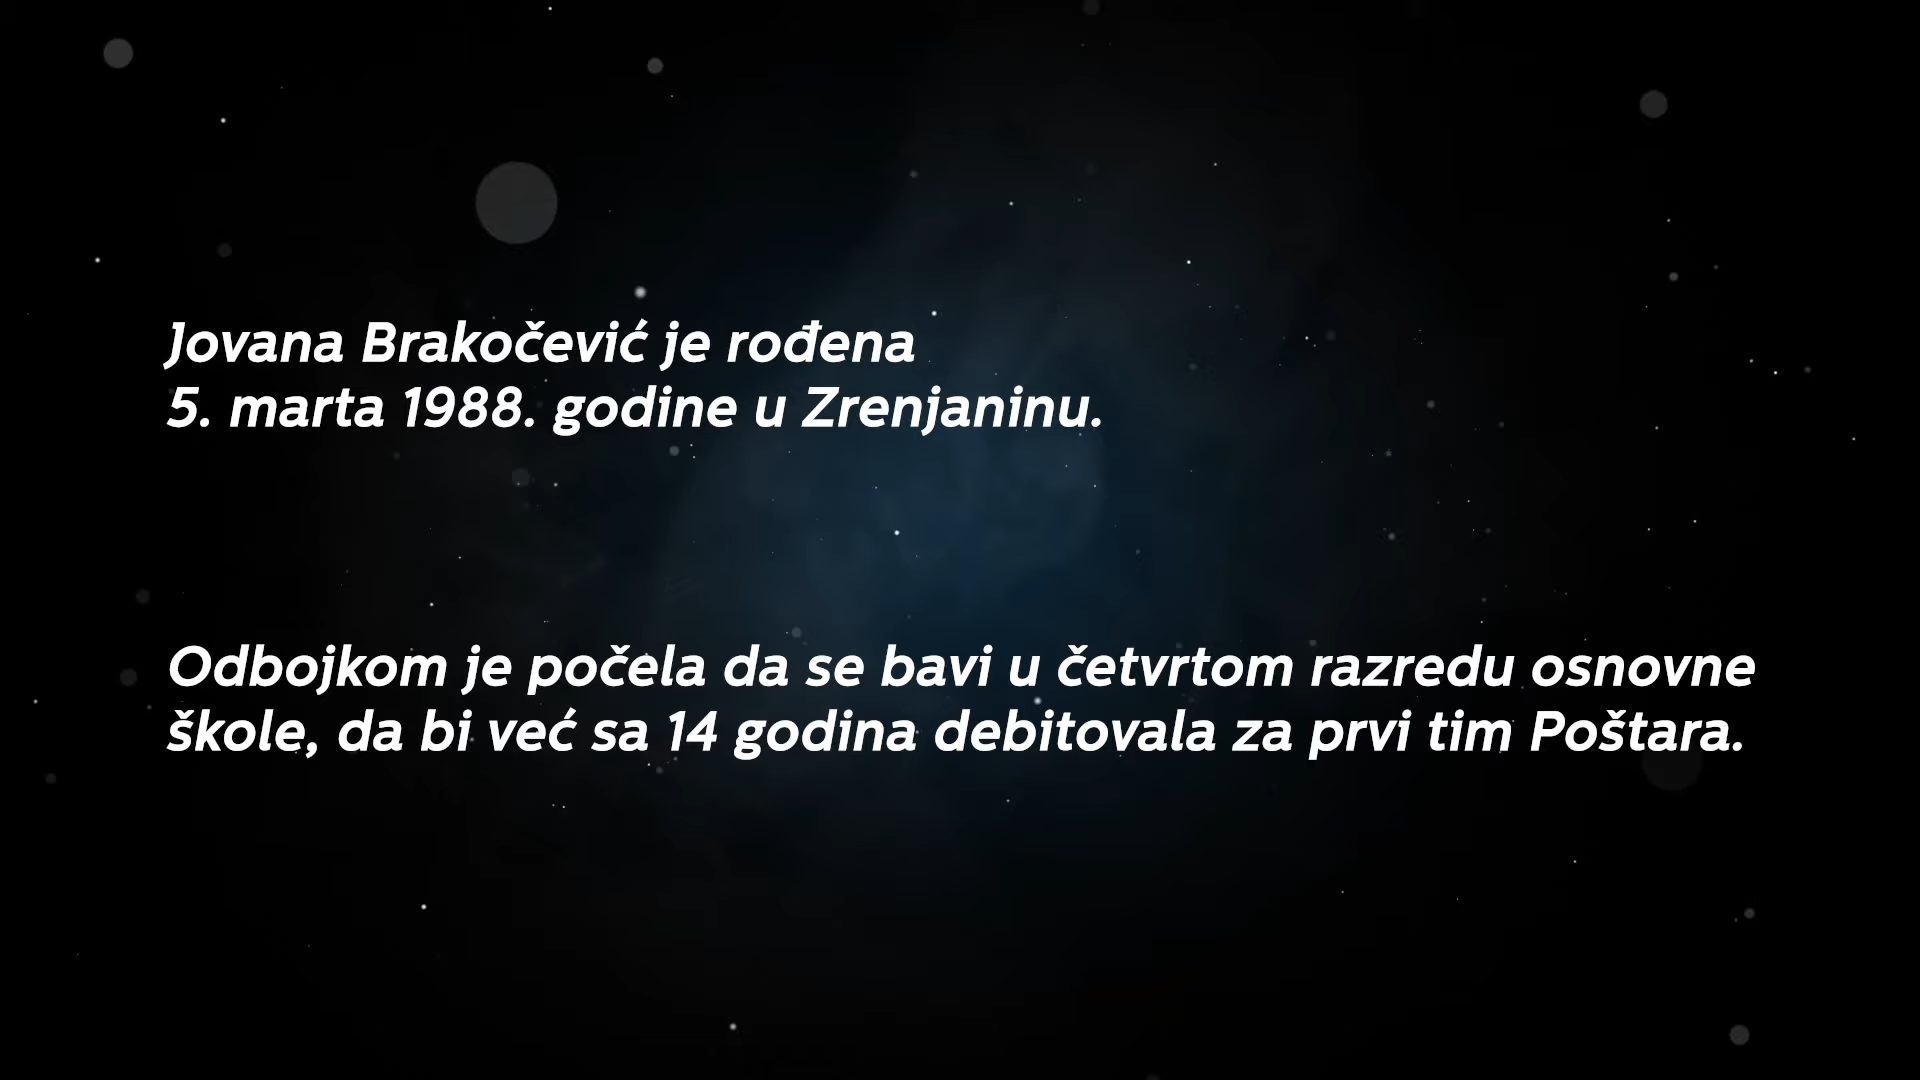 Jovana Brakočević je rođena
5. marta 1988. godine u Zrenjaninu.
Odbojkom je počela da se bavi u četvrtom razredu osnovne
škole, da bi već sa 14 godina debitovala za prvi tim Poštara.